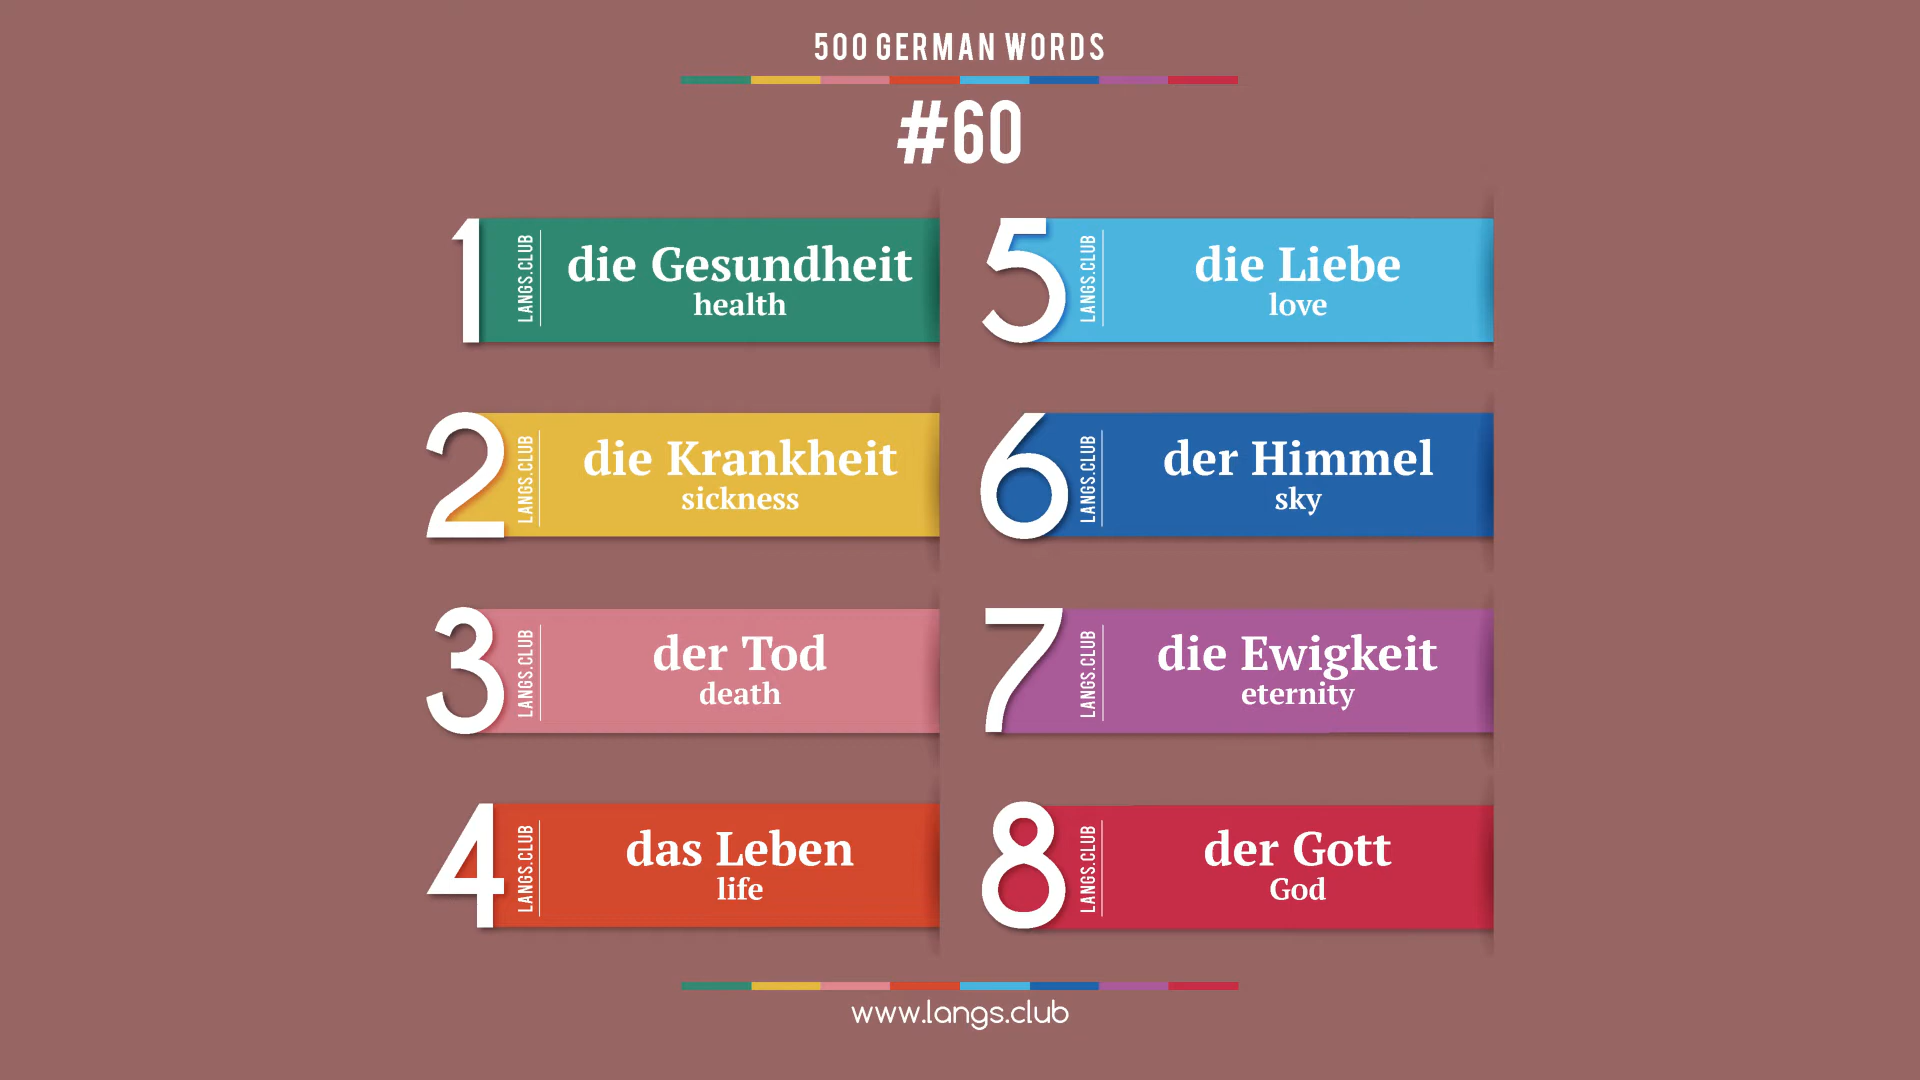 500 GERMAN WORDS
#60
1
LANGS.CLUB
die Gesundheit
health
2
LANGS.CLUB
die Krankheit
sickness
3
LANGS.CLUB
der Tod
death
4
LANGS.CLUB
das Leben
life
5
LANGS.CLUB
die Liebe
love
6
LANGS.CLUB
der Himmel
sky
7
LANGS.CLUB
die Ewigkeit
eternity
8
LANGS.CLUB
der Gott
God
www.langs.club